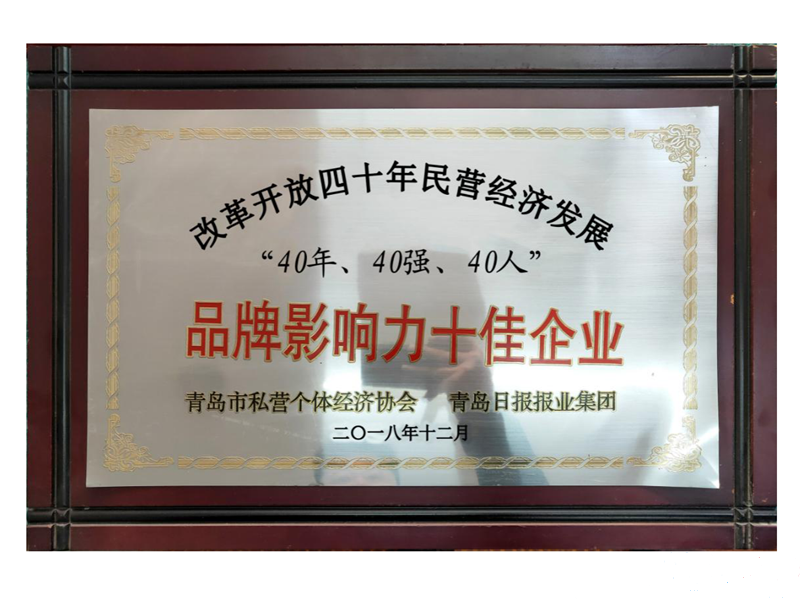 改革开放四十年民营经济发展
“40年、40强、40人”
品牌影响力十佳企业
青岛市私营个体经济协会 青岛日报报业集团
二〇一八年十二月